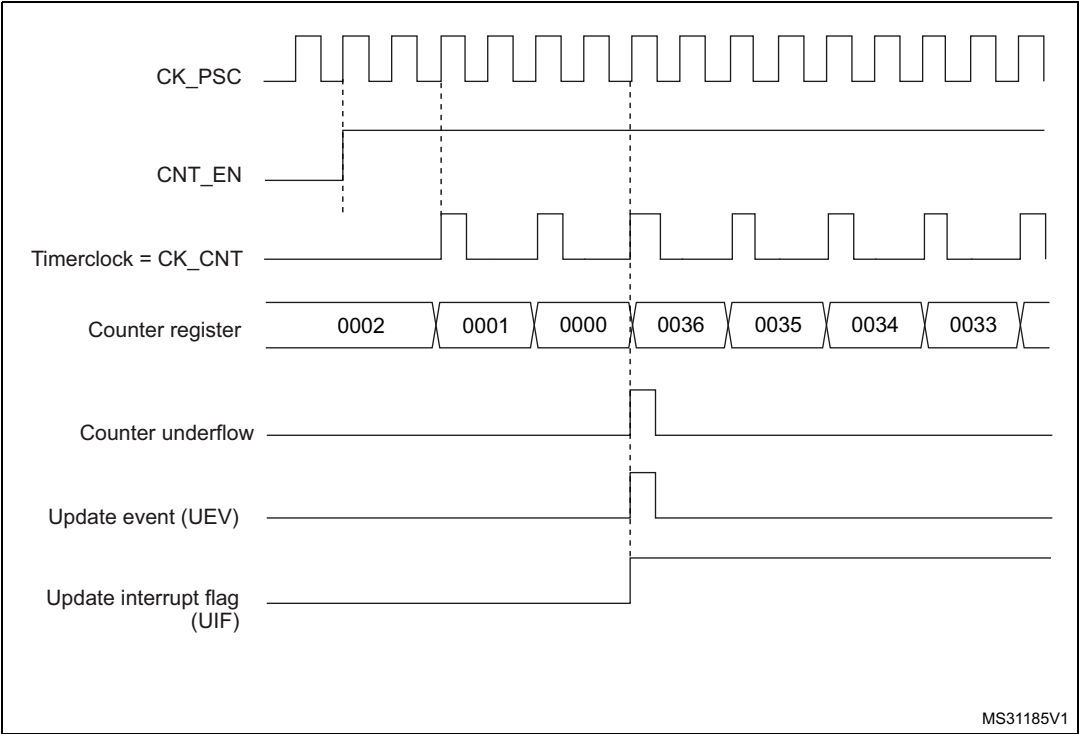 CK_PSC
CNT_EN
Timerclock = CK_CNT
Counter register
0002 0001 0000 0036 0035 0034 0033
Counter underflow
Update event (UEV)
Update interrupt flag
(UIF)
MS31185V1